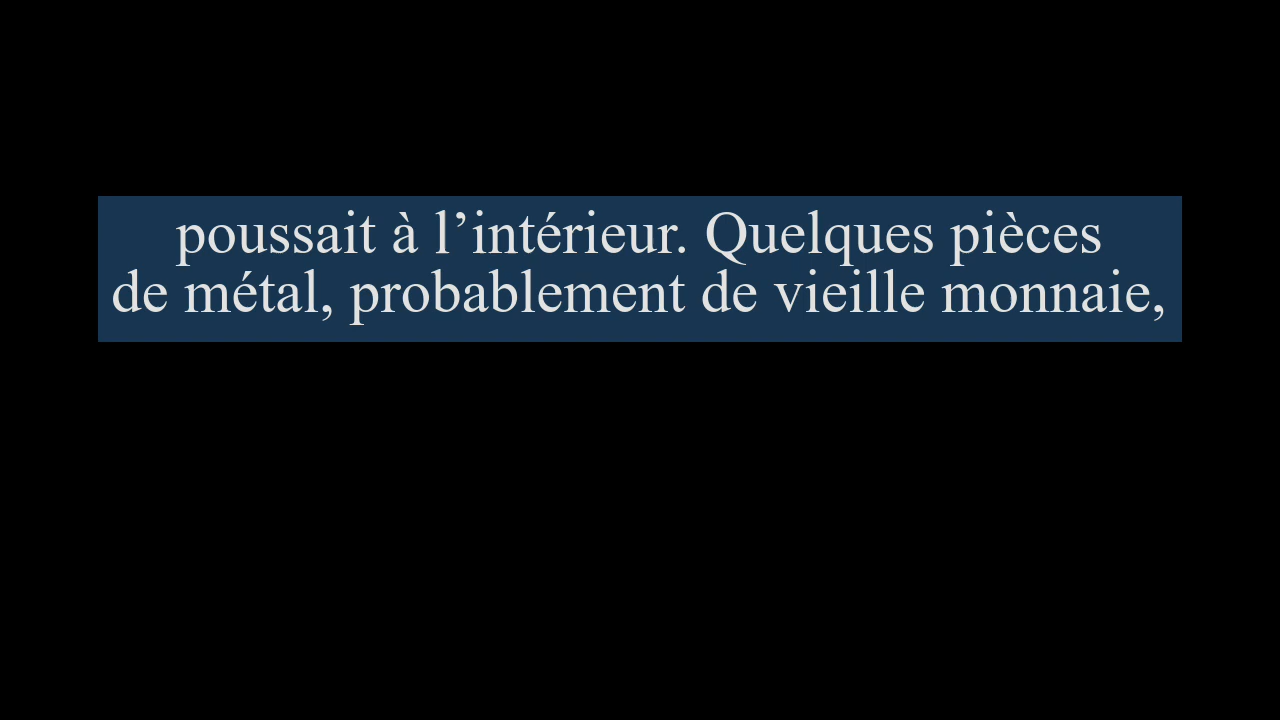 poussait à l’intérieur. Quelques pièces
de métal, probablement de vieille monnaie,